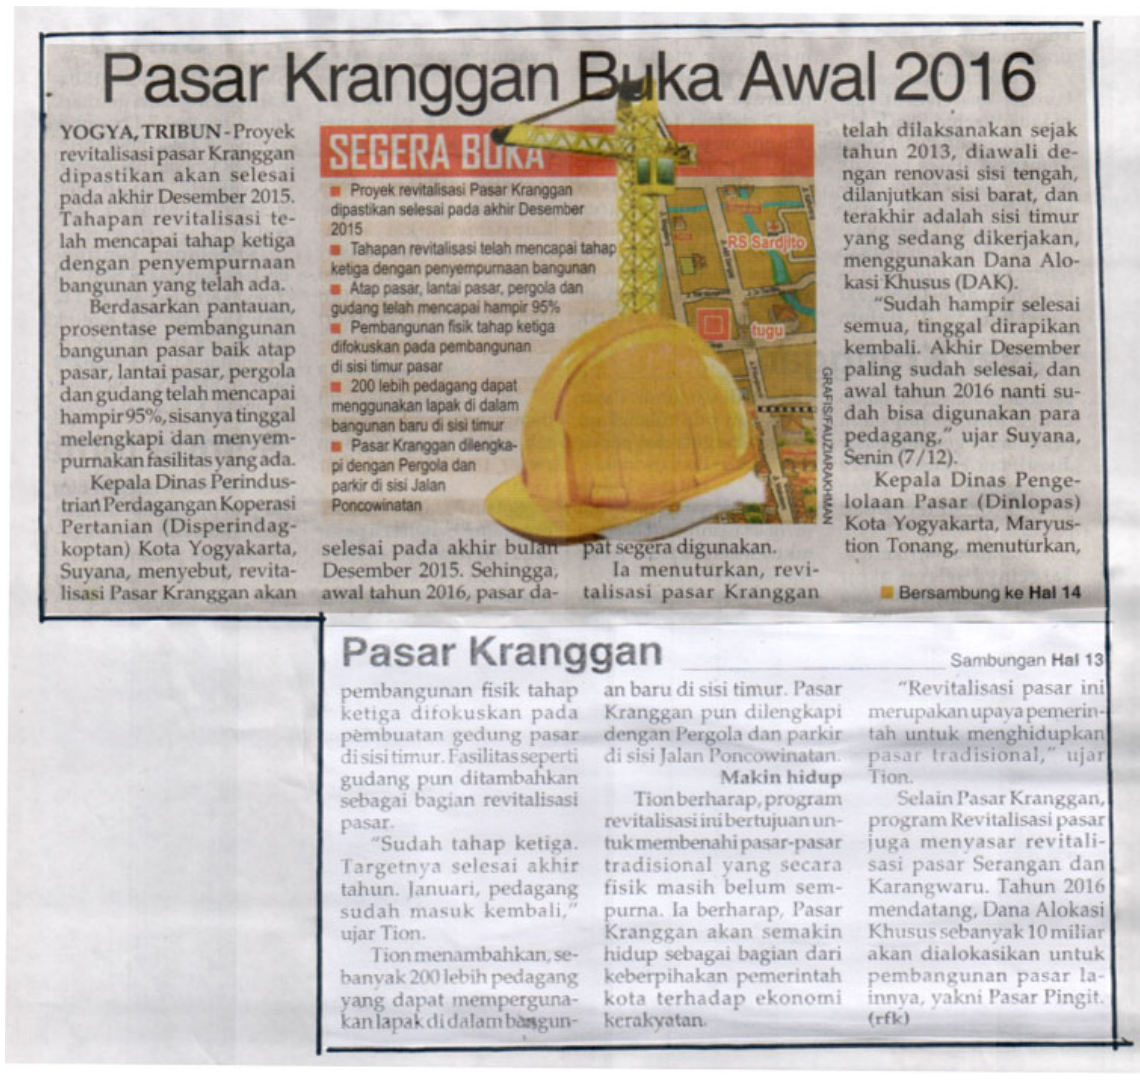 Pasar Kranggan Buka Awal 2016
YOGYA, TRIBUN - Proyek
revitalisasi pasar Kranggan
dipastikan akan selesai
pada akhir Desember 2015.
Tahapan revitalisasi te-
lah mencapai tahap ketiga
dengan penyempurnaan
bangunan yang telah ada.
Berdasarkan pantauan,
prosentase pembangunan
bangunan pasar baik atap
pasar, lantai pasar, pergola
dan gudang telah mencapai
hampir 95%, sisanya tinggal
melengkapi dan menyem-
purnakan fasilitas yang ada.
Kepala Dinas Perindus-
trian Perdagangan Koperasi
Pertanian (Disperindag-
koptan) Kota Yogyakarta,
Suyana, menyebut, revita-
lisasi Pasar Kranggan akan
SEGERA BUKA
Proyek revitalisasi Pasar Kranggan
dipastikan selesai pada akhir Desember
2015
Tahapan revitalisasi telah mencapai tahap
ketiga dengan penyempurnaan bangunan
Atap pasar, lantai pasar, pergola dan
gudang telah mencapai hampir 95%
Pembangunan fisik tahap ketiga
difokuskan pada pembangunan
di sisi timur pasar
200 lebih pedagang dapat
menggunakan lapak di dalam
bangunan baru di sisi timur
Pasar Kranggan dilengka-
pi dengan Pergola dan
parkir di sisi Jalan
Poncowinatan
RS Sardjito
tugu
GRAFIS/FAUZIARAKHMAN
selesai pada akhir bulan
Desember 2015. Sehingga,
awal tahun 2016, pasar da-
pat segera digunakan.
Ia menuturkan, revi-
talisasi pasar Kranggan
telah dilaksanakan sejak
tahun 2013, diawali de-
ngan renovasi sisi tengah,
dilanjutkan sisi barat, dan
terakhir adalah sisi timur
yang sedang dikerjakan,
menggunakan Dana Alo-
kasi Khusus (DAK).
"Sudah hampir selesai
semua, tinggal dirapikan
kembali. Akhir Desember
paling sudah selesai, dan
awal tahun 2016 nanti su-
dah bisa digunakan para
pedagang," ujar Suyana,
Senin (7/12).
Kepala Dinas Penge-
lolaan Pasar (Dinlopas)
Kota Yogyakarta, Maryus-
tion Tonang, menuturkan,
Bersambung ke Hal 14
Pasar Kranggan
Sambungan Hal 13
pembangunan fisik tahap
ketiga difokuskan pada
pembuatan gedung pasar
di sisi timur. Fasilitas seperti
gudang pun ditambahkan
sebagai bagian revitalisasi
pasar.
"Sudah tahap ketiga.
Targetnya selesai akhir
tahun. Januari, pedagang
sudah masuk kembali,"
ujar Tion.
Tion menambahkan, se-
banyak 200 lebih pedagang
yang dapat memperguna-
kan lapak di dalam bangun-
an baru di sisi timur. Pasar
Kranggan pun dilengkapi
dengan Pergola dan parkir
di sisi Jalan Poncowinatan.
Makin hidup
Tion berharap, program
revitalisasi ini bertujuan un-
tuk membenahi pasar-pasar
tradisional yang secara
fisik masih belum sem-
purna. Ia berharap, Pasar
Kranggan akan semakin
hidup sebagai bagian dari
keberpihakan pemerintah
kota terhadap ekonomi
kerakyatan.
"Revitalisasi pasar ini
merupakan upaya pemerin-
tah untuk menghidupkan
pasar tradisional," ujar
Tion.
Selain Pasar Kranggan,
program Revitalisasi pasar
juga menyasar revitali-
sasi pasar Serangan dan
Karangwaru. Tahun 2016
mendatang, Dana Alokasi
Khusus sebanyak 10 miliar
akan dialokasikan untuk
pembangunan pasar la-
innya, yakni Pasar Pingit.
(rfk)